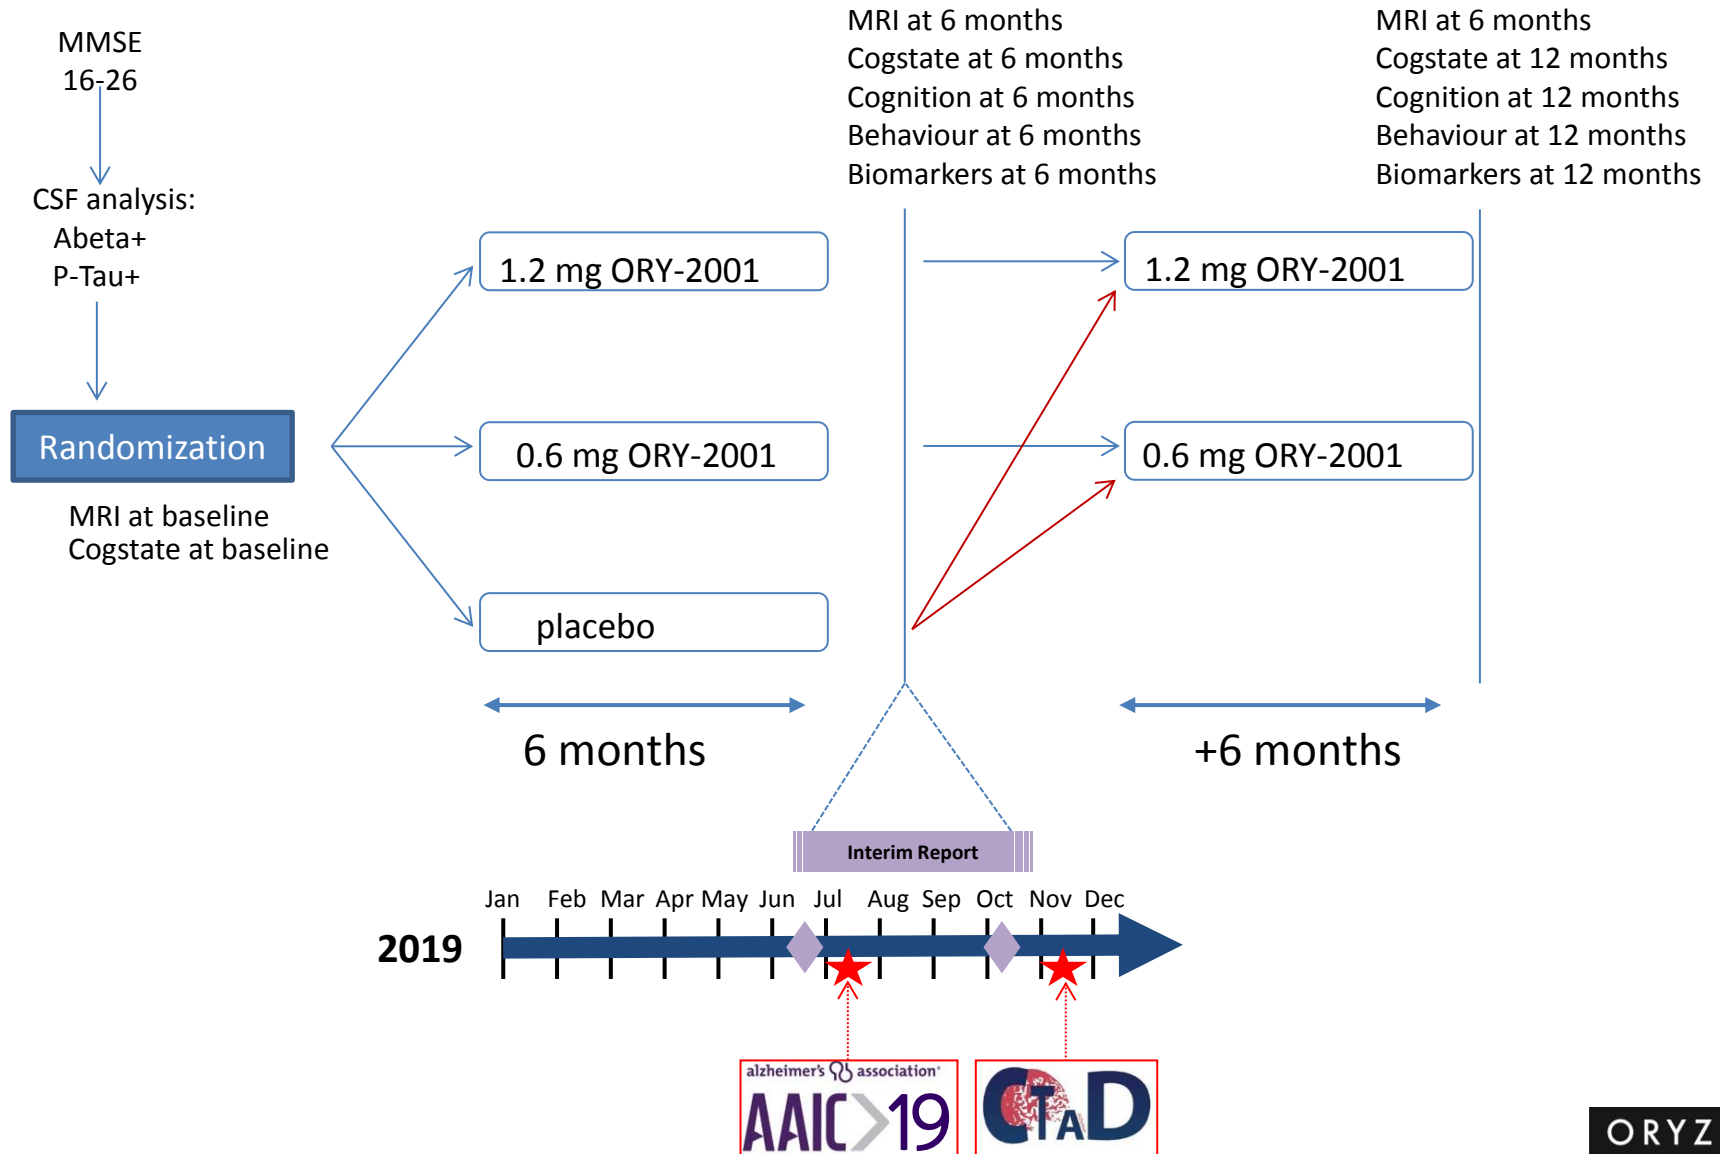 MMSE
16-26
CSF analysis:
Abeta+
P-Tau+
Randomization
MRI at baseline
Cogstate at baseline
1.2 mg ORY-2001
0.6 mg ORY-2001
placebo
6 months
MRI at 6 months
Cogstate at 6 months
Cognition at 6 months
Behaviour at 6 months
Biomarkers at 6 months
1.2 mg ORY-2001
0.6 mg ORY-2001
+6 months
MRI at 6 months
Cogstate at 12 months
Cognition at 12 months
Behaviour at 12 months
Biomarkers at 12 months
Interim Report
Jan Feb Mar Apr May Jun Jul Aug Sep Oct Nov Dec
2019
alzheimer's association®
AAIC>19
CTAD
ORYZ